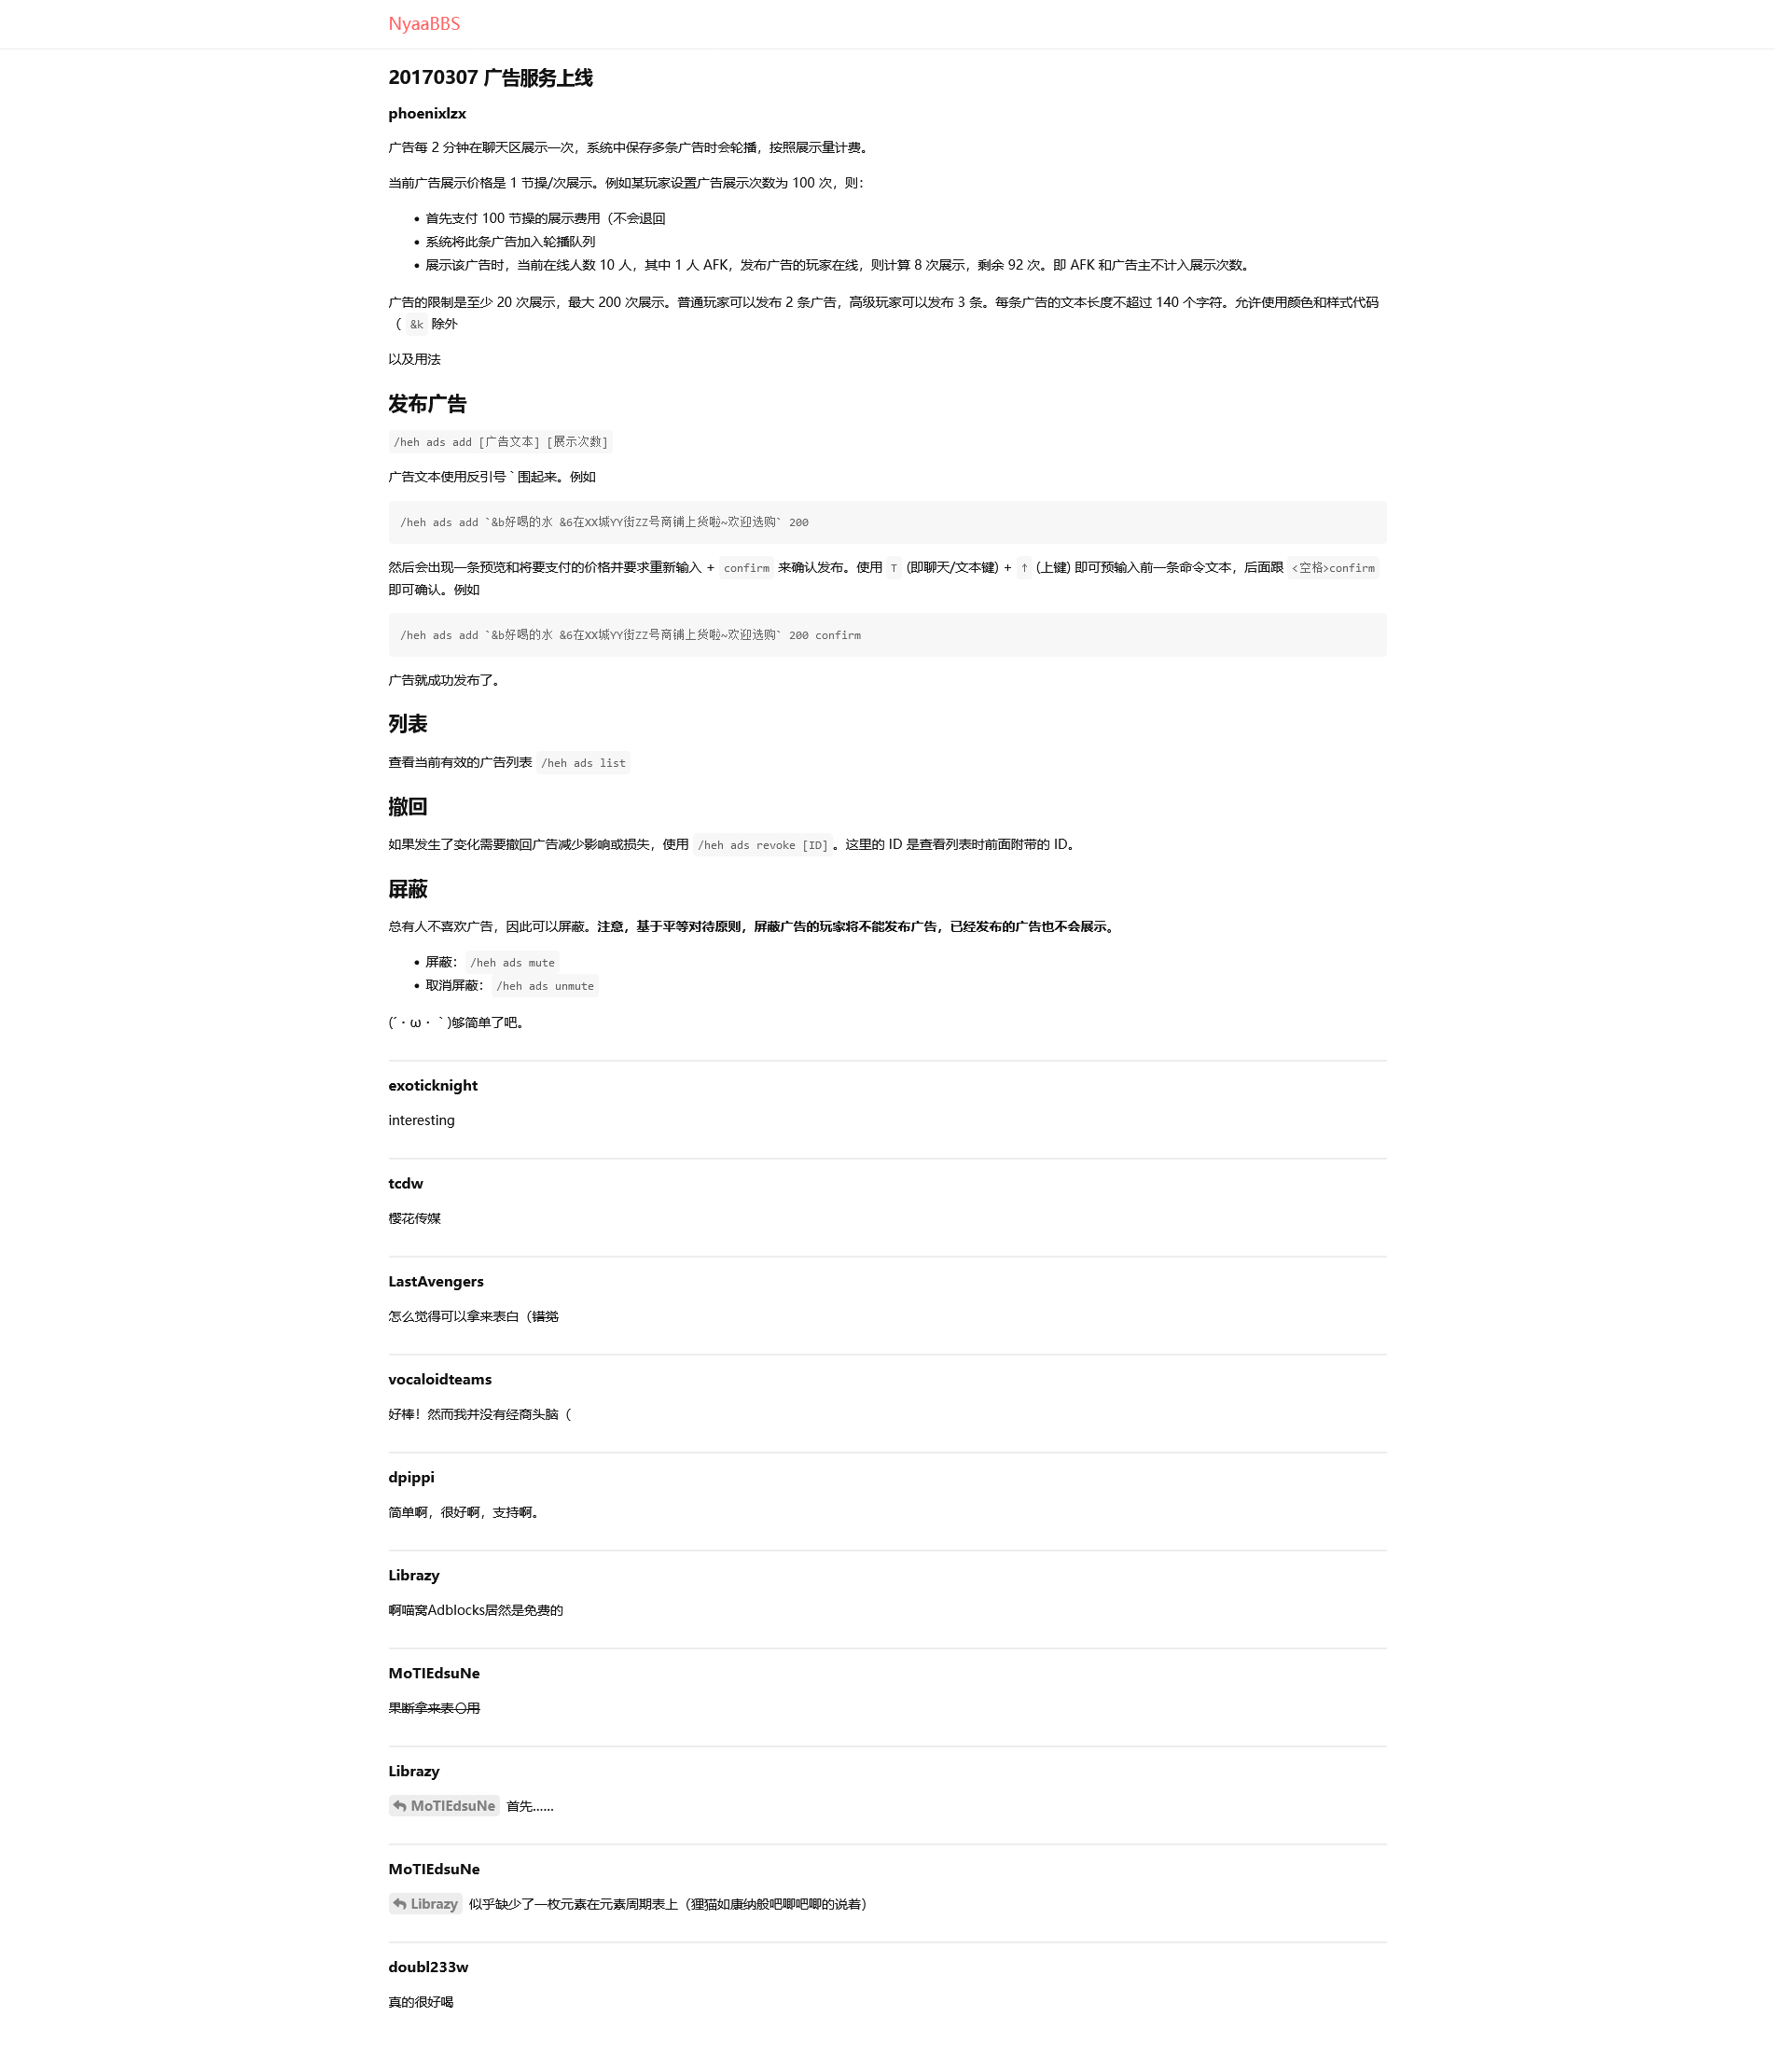 NyaaBBS
20170307 广告服务上线
phoenixlzx
广告每 2 分钟在聊天区展示一次，系统中保存多条广告时会轮播，按照展示量计费。
当前广告展示价格是 1 节操/次展示。例如某玩家设置广告展示次数为 100 次，则：
• 首先支付 100 节操的展示费用（不会退回
• 系统将此条广告加入轮播队列
• 展示该广告时，当前在线人数 10 人，其中 1 人 AFK，发布广告的玩家在线，则计算 8 次展示，剩余 92 次。即 AFK 和广告主不计入展示次数。
广告的限制是至少 20 次展示，最大 200 次展示。普通玩家可以发布 2 条广告，高级玩家可以发布 3 条。每条广告的文本长度不超过 140 个字符。允许使用颜色和样式代码
（ &k 除外
以及用法
发布广告
/heh ads add [广告文本] [展示次数]
广告文本使用反引号 ` 围起来。例如
/heh ads add `&b好喝的水 &6在XX城YY街ZZ号商铺上货啦~欢迎选购` 200
然后会出现一条预览和将要支付的价格并要求重新输入 + confirm 来确认发布。使用 T (即聊天/文本键) + ↑ (上键) 即可预输入前一条命令文本，后面跟 <空格>confirm
即可确认。例如
/heh ads add `&b好喝的水 &6在XX城YY街ZZ号商铺上货啦~欢迎选购` 200 confirm
广告就成功发布了。
列表
查看当前有效的广告列表 /heh ads list
撤回
如果发生了变化需要撤回广告减少影响或损失，使用 /heh ads revoke [ID] 。这里的 ID 是查看列表时前面附带的 ID。
屏蔽
总有人不喜欢广告，因此可以屏蔽。注意，基于平等对待原则，屏蔽广告的玩家将不能发布广告，已经发布的广告也不会展示。
• 屏蔽： /heh ads mute
• 取消屏蔽： /heh ads unmute
(´・ω・｀)够简单了吧。
exoticknight
interesting
tcdw
樱花传媒
LastAvengers
怎么觉得可以拿来表白（错觉
vocaloidteams
好棒！然而我并没有经商头脑（
dpippi
简单啊，很好啊，支持啊。
Librazy
啊喵窝Adblocks居然是免费的
MoTIEdsuNe
果断拿来表〇用
Librazy
MoTIEdsuNe 首先……
MoTIEdsuNe
Librazy 似乎缺少了一枚元素在元素周期表上（狸猫如康纳般吧唧吧唧的说着）
doubl233w
真的很好喝